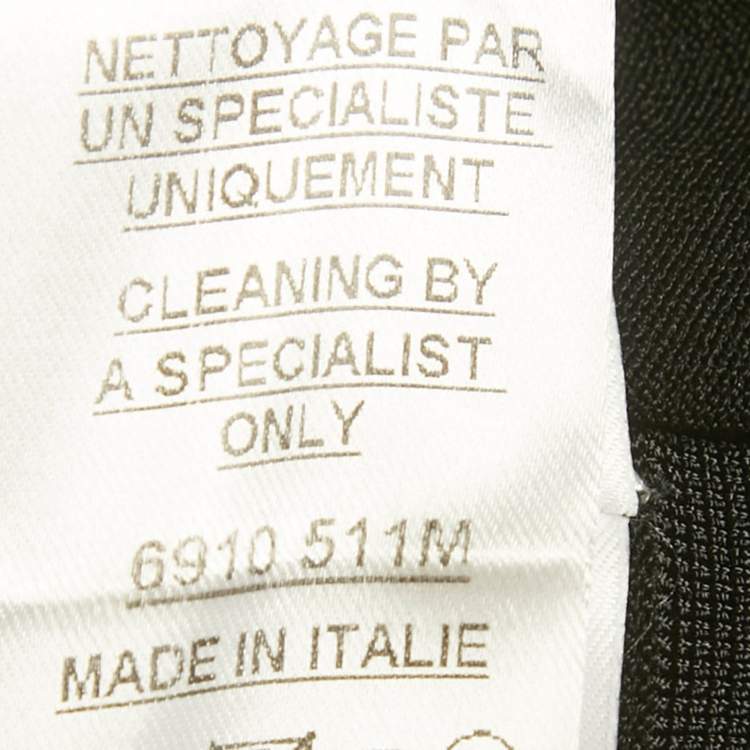 NETTOYAGE PAR
UN SPECIALISTE
UNIQUEMENT
CLEANING BY
A SPECIALIST
ONLY
6910 511M
MADE IN ITALIE